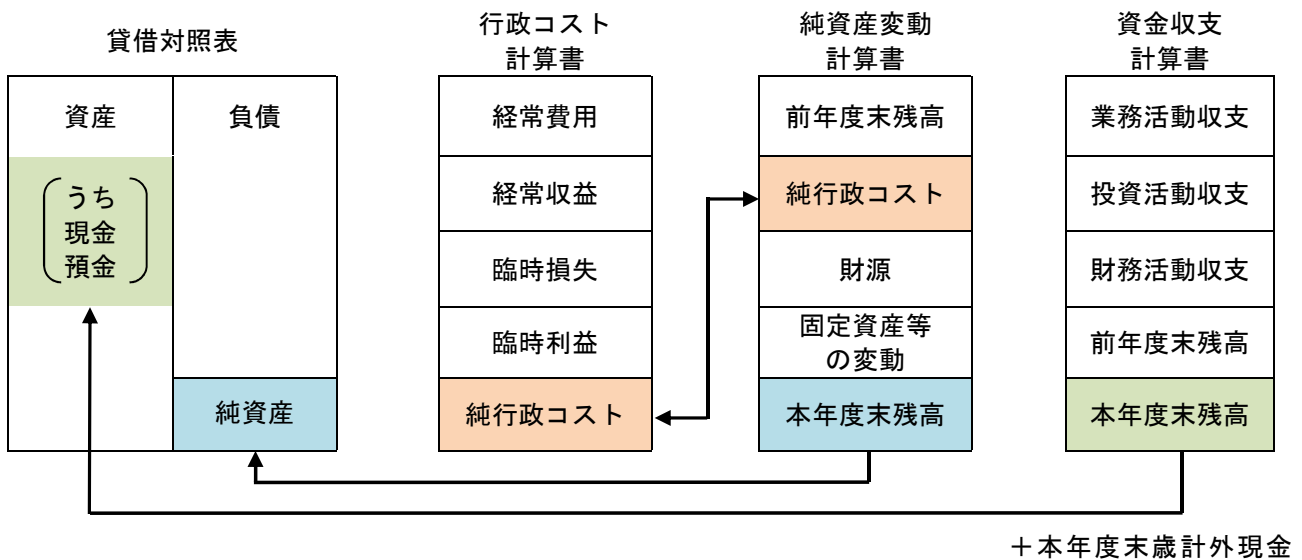 貸借対照表
資産
負債
うち
現金
預金
純資産
行政コスト
計算書
経常費用
経常収益
臨時損失
臨時利益
純行政コスト
純資産変動
計算書
前年度末残高
純行政コスト
財源
固定資産等
の変動
本年度末残高
資金収支
計算書
業務活動収支
投資活動収支
財務活動収支
前年度末残高
本年度末残高
＋本年度末歳計外現金